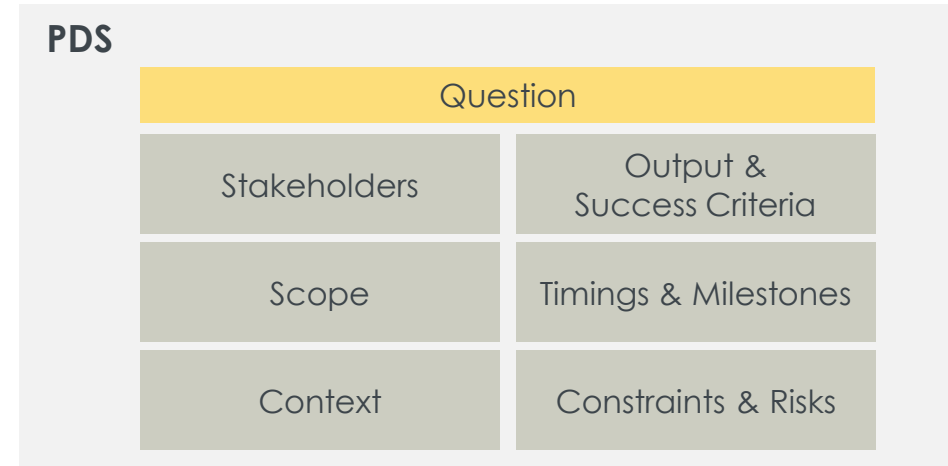 PDS
Question
Stakeholders
Output &
Success Criteria
Scope
Timings & Milestones
Context
Constraints & Risks